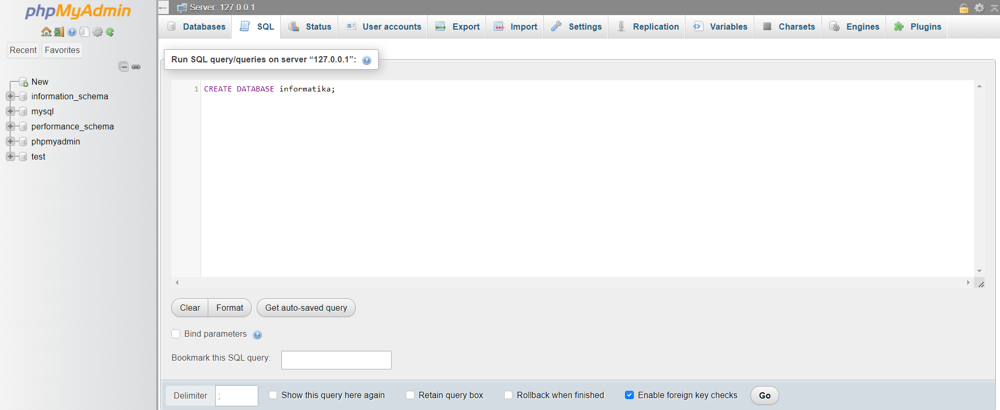 phpMyAdmin
Recent Favorites
New
information_schema
mysql
performance_schema
phpmyadmin
test
Server: 127.0.0.1
Databases SQL Status User accounts Export Import Settings Replication Variables Charsets Engines Plugins
Run SQL query/queries on server “127.0.0.1”:
1 CREATE DATABASE informatika;
Clear Format Get auto-saved query
Bind parameters
Bookmark this SQL query:
Delimiter ; Show this query here again Retain query box Rollback when finished Enable foreign key checks Go